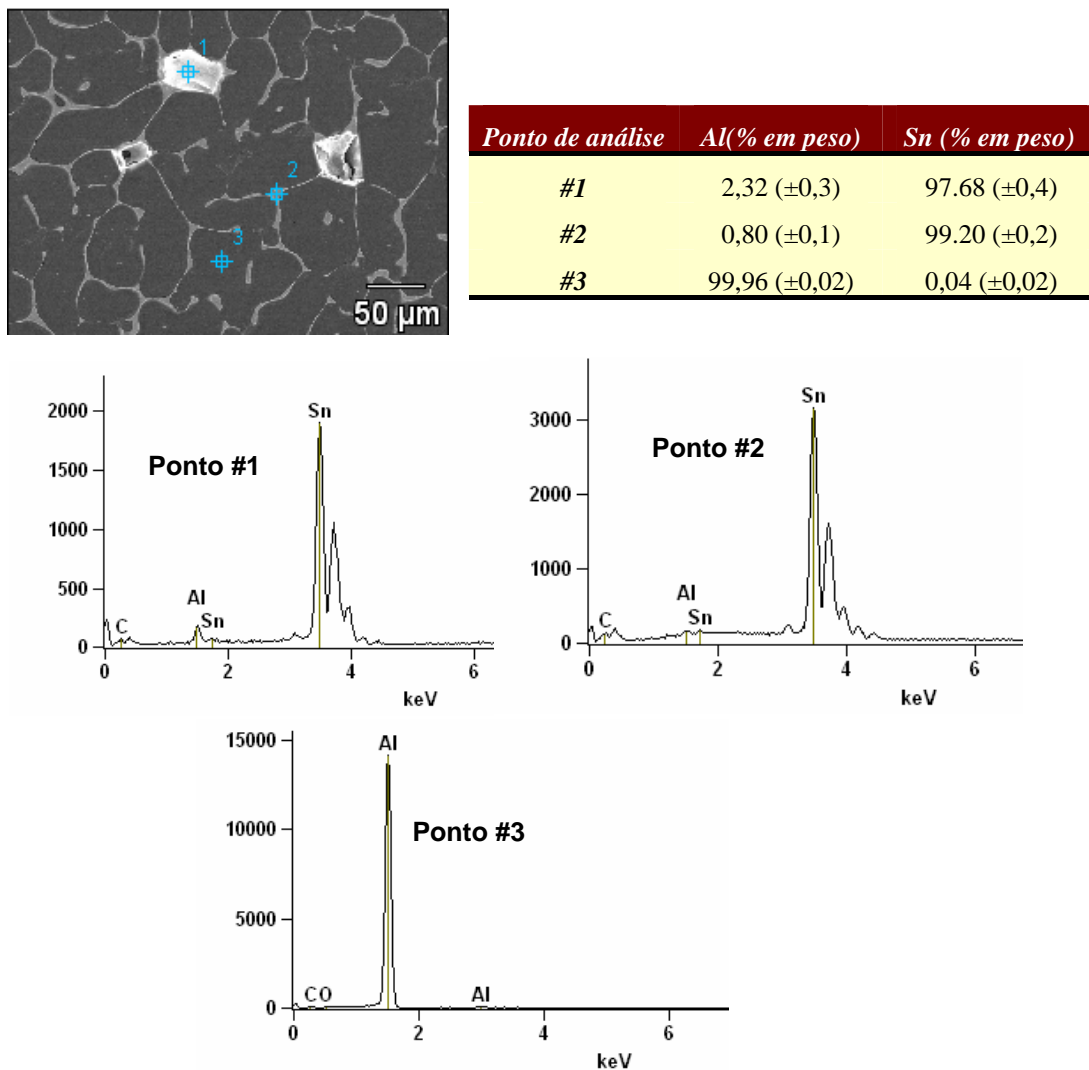 1
2
3
50 µm
Ponto de análise Al(% em peso) Sn (% em peso)
#1 2,32 (±0,3) 97.68 (±0,4)
#2 0,80 (±0,1) 99.20 (±0,2)
#3 99,96 (±0,02) 0,04 (±0,02)
2000
1500
1000
500
0
Sn
Ponto #1
Al
Sn
C
0 2 4 6
keV
3000
2000
1000
0
Sn
Ponto #2
Al
Sn
C
0 2 4 6
keV
15000
10000
5000
0
Al
Ponto #3
C O
Al
0 2 4 6
keV